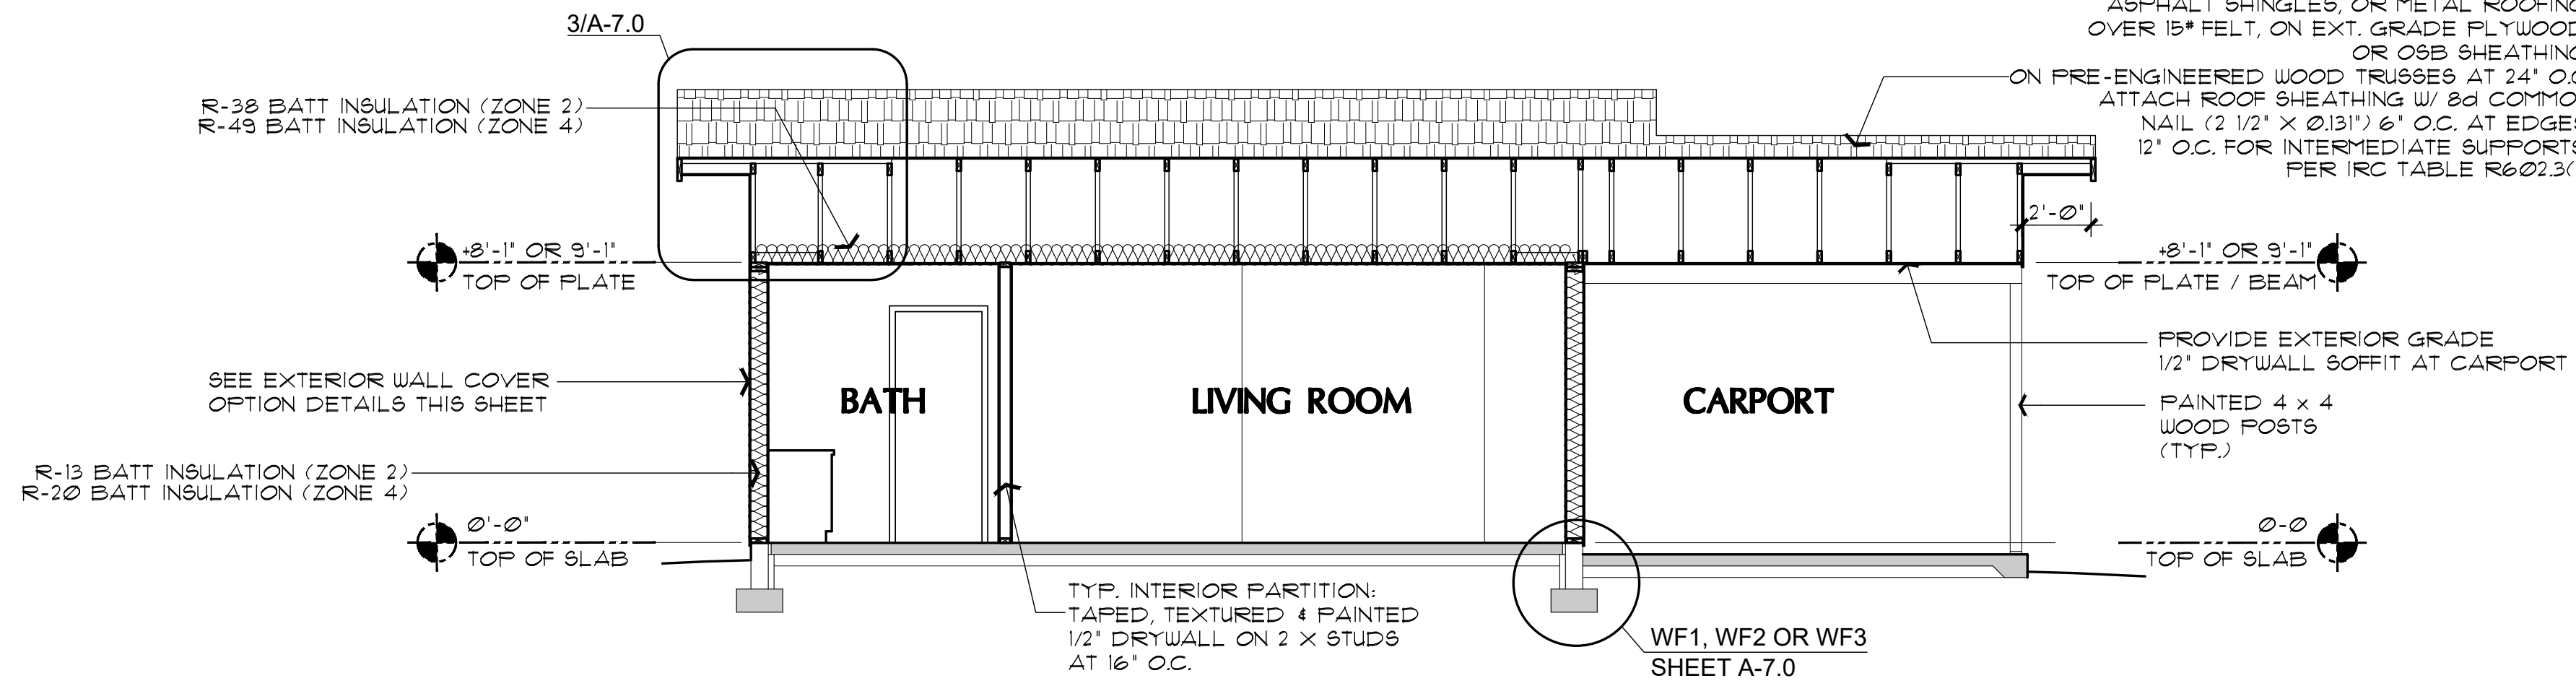 3/A-7.0
R-38 BATT INSULATION (ZONE 2)
R-49 BATT INSULATION (ZONE 4)
ASPHALT SHINGLES, OR METAL ROOFING
OVER 15# FELT, ON EXT. GRADE PLYWOOD
OR OSB SHEATHING
ON PRE-ENGINEERED WOOD TRUSSES AT 24" O.C
ATTACH ROOF SHEATHING W/ 8d COMMO
NAIL (2 1/2" X 0.131") 6" O.C. AT EDGES
12" O.C. FOR INTERMEDIATE SUPPORTS
PER IRC TABLE R602.3(
2'-0"
+8'-1" OR 9'-1"
TOP OF PLATE
+8'-1" OR 9'-1"
TOP OF PLATE / BEAM
SEE EXTERIOR WALL COVER
OPTION DETAILS THIS SHEET
BATH
LIVING ROOM
CARPORT
PROVIDE EXTERIOR GRADE
1/2" DRYWALL SOFFIT AT CARPORT
PAINTED 4 x 4
WOOD POSTS
(TYP.)
R-13 BATT INSULATION (ZONE 2)
R-20 BATT INSULATION (ZONE 4)
0'-0"
TOP OF SLAB
0-0
TOP OF SLAB
TYP. INTERIOR PARTITION:
TAPED, TEXTURED & PAINTED
1/2" DRYWALL ON 2 X STUDS
AT 16" O.C.
WF1, WF2 OR WF3
SHEET A-7.0